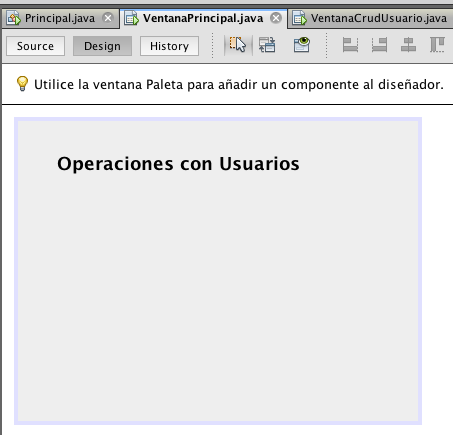 Principal.java VentanaPrincipal.java VentanaCrudUsuario.java
Source Design History
Utilice la ventana Paleta para añadir un componente al diseñador.
Operaciones con Usuarios